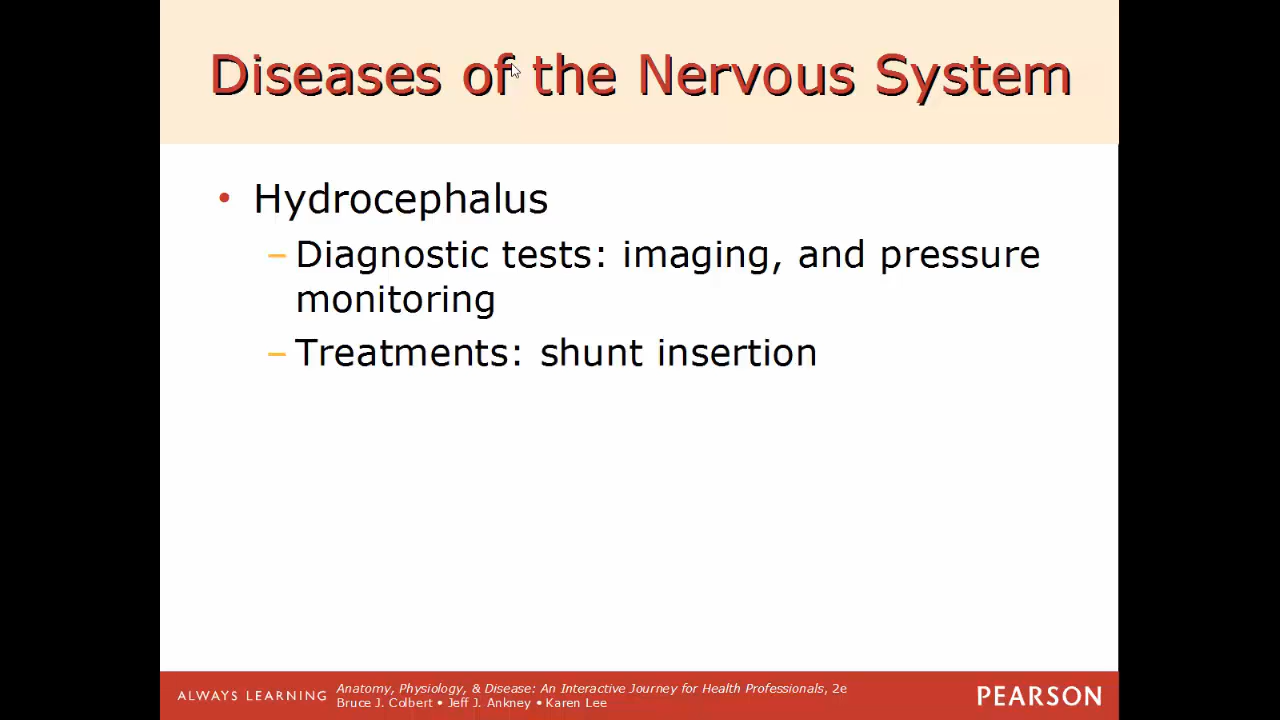 Diseases of the Nervous System
• Hydrocephalus
– Diagnostic tests: imaging, and pressure
monitoring
– Treatments: shunt insertion
ALWAYS LEARNING
Anatomy, Physiology, & Disease: An Interactive Journey for Health Professionals, 2e
Bruce J. Colbert • Jeff J. Ankney • Karen Lee
PEARSON